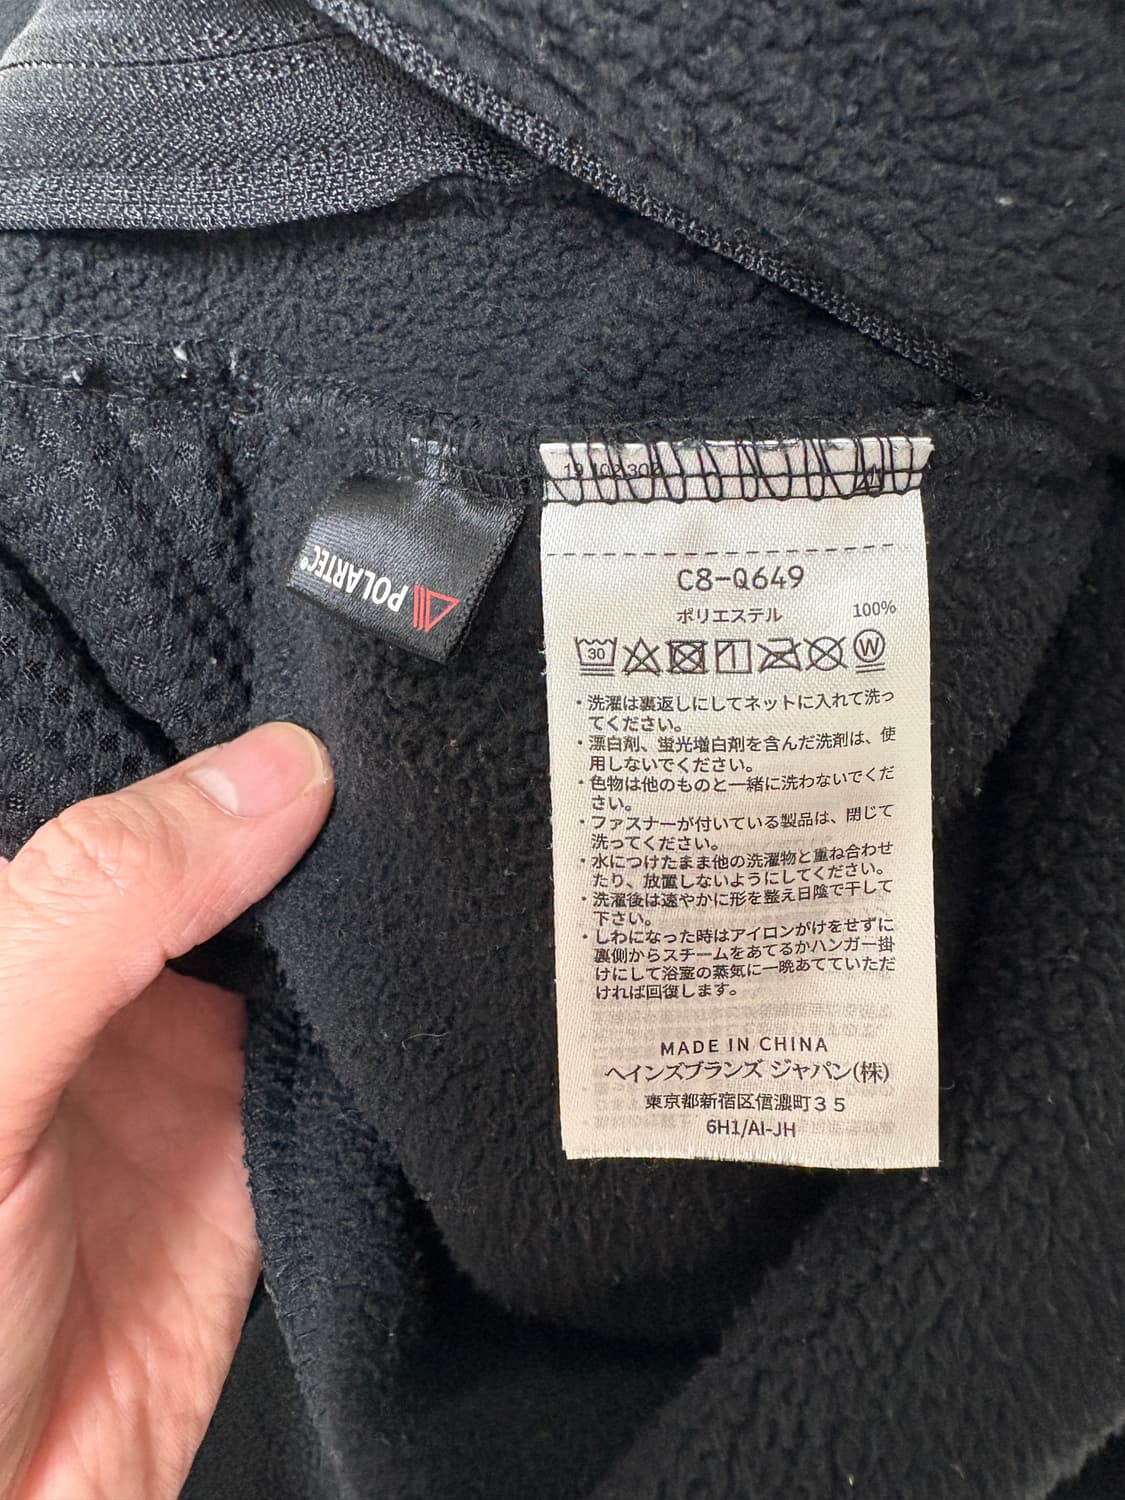 POLARTEC®
C8-Q649
ポリエステル 100%
30
W
・洗濯は裏返しにしてネットに入れて洗っ
てください。
・漂白剤、蛍光増白剤を含んだ洗剤は、使
用しないでください。
・色物は他のものと一緒に洗わないでくだ
さい。
・ファスナーが付いている製品は、閉じて
洗ってください。
・水につけたまま他の洗濯物と重ね合わせ
たり、放置しないようにしてください。
・洗濯後は速やかに形を整え日陰で干して
下さい。
・しわになった時はアイロンがけをせずに
裏側からスチームをあてるかハンガー掛
けにして浴室の蒸気に一晩あてていただ
ければ回復します。
MADE IN CHINA
ヘインズブランズ ジャパン(株)
東京都新宿区信濃町35
6H1/AI-JH